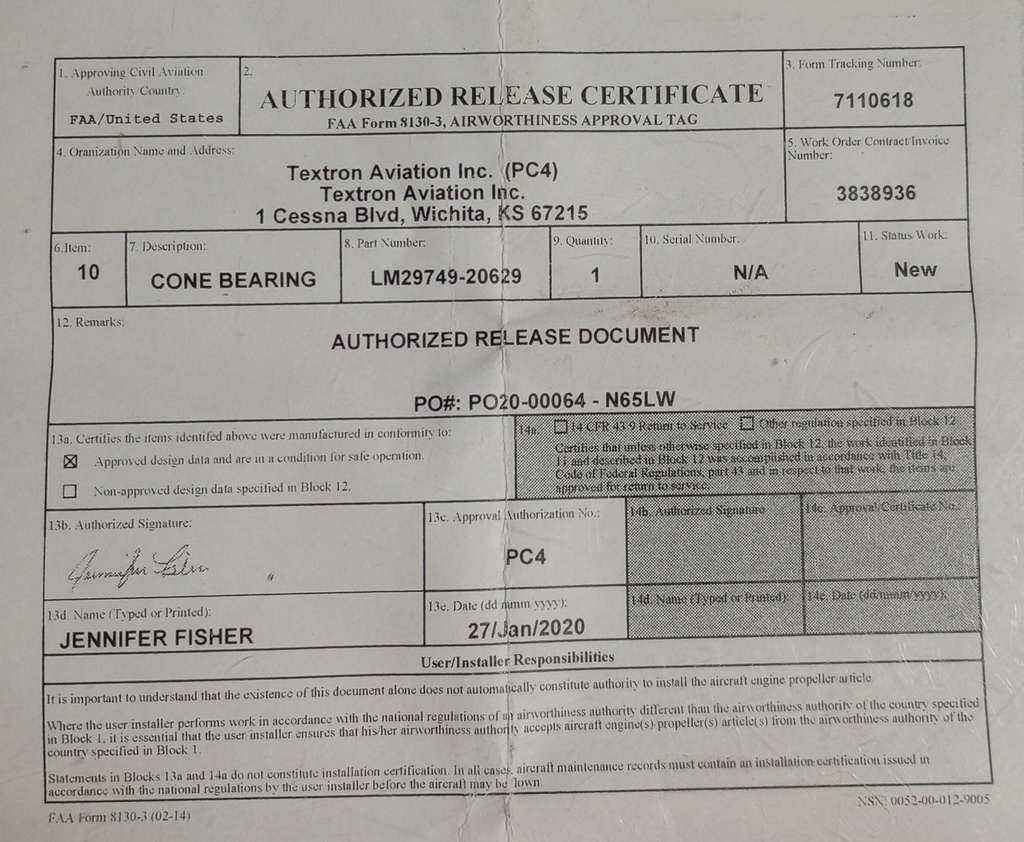 1. Approving Civil Aviation
Authority Country:
FAA/United States
2.
AUTHORIZED RELEASE CERTIFICATE
FAA Form 8130-3, AIRWORTHINESS APPROVAL TAG
3. Form Tracking Number:
7110618
4. Oranization Name and Address:
Textron Aviation Inc. (PC4)
Textron Aviation Inc.
1 Cessna Blvd, Wichita, KS 67215
5. Work Order Contract/Invoice
Number:
3838936
6.Item:
10
7. Description:
CONE BEARING
8. Part Number:
LM29749-20629
9. Quantity:
1
10. Serial Number.
N/A
11. Status Work:
New
12. Remarks:
AUTHORIZED RELEASE DOCUMENT
PO#: PO20-00064 - N65LW
13a. Certifies the items identifed above were manufactured in conformity to:
☒ Approved design data and are in a condition for safe operation.
☐ Non-approved design data specified in Block 12.
14a. ☐ 14 CFR 43.9 Return to Service ☐ Other regulation specified in Block 12
Certifies that unless otherwise specified in Block 12, the work identified in Block
11 and described in Block 12 was accomplished in accordance with Title 14,
Code of Federal Regulations, part 43 and in respect to that work, the items are
approved for return to service.
13b. Authorized Signature:
Jennifer Fisher
13c. Approval Authorization No.:
PC4
14b. Authorized Signature
14c. Approval/Certificate No.:
13d. Name (Typed or Printed):
JENNIFER FISHER
13e. Date (dd mmm yyyy):
27/Jan/2020
14d. Name (Typed or Printed):
14e. Date (dd/mmm/yyyy):
User/Installer Responsibilities
It is important to understand that the existence of this document alone does not automatically constitute authority to install the aircraft engine propeller article
Where the user installer performs work in accordance with the national regulations of an airworthiness authority different than the airworthiness authority of the country specified
in Block 1. it is essential that the user installer ensures that his/her airworthiness authority accepts aircraft engine(s) propeller(s) article(s) from the airworthiness authority of the
country specified in Block 1.
Statements in Blocks 13a and 14a do not constitute installation certification. In all cases, aircraft maintenance records must contain an installation certification issued in
accordance with the national regulations by the user installer before the aircraft may be flown.
FAA Form 8130-3 (02-14)
NSN: 0052-00-012-9005